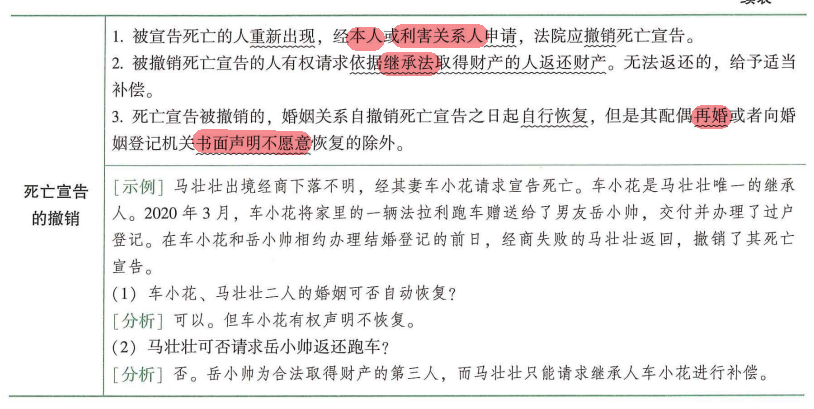 1. 被宣告死亡的人重新出现，经本人或利害关系人申请，法院应撤销死亡宣告。
2. 被撤销死亡宣告的人有权请求依据继承法取得财产的人返还财产。无法返还的，给予适当
补偿。
3. 死亡宣告被撤销的，婚姻关系自撤销死亡宣告之日起自行恢复，但是其配偶再婚或者向婚
姻登记机关书面声明不愿意恢复的除外。
死亡宣告
的撤销
[示例] 马壮壮出境经商下落不明，经其妻车小花请求宣告死亡。车小花是马壮壮唯一的继承
人。2020 年 3 月，车小花将家里的一辆法拉利跑车赠送给了男友岳小帅，交付并办理了过户
登记。在车小花和岳小帅相约办理结婚登记的前日，经商失败的马壮壮返回，撤销了其死亡
宣告。
(1) 车小花、马壮壮二人的婚姻可否自动恢复?
[分析] 可以。但车小花有权声明不恢复。
(2) 马壮壮可否请求岳小帅返还跑车?
[分析] 否。岳小帅为合法取得财产的第三人，而马壮壮只能请求继承人车小花进行补偿。